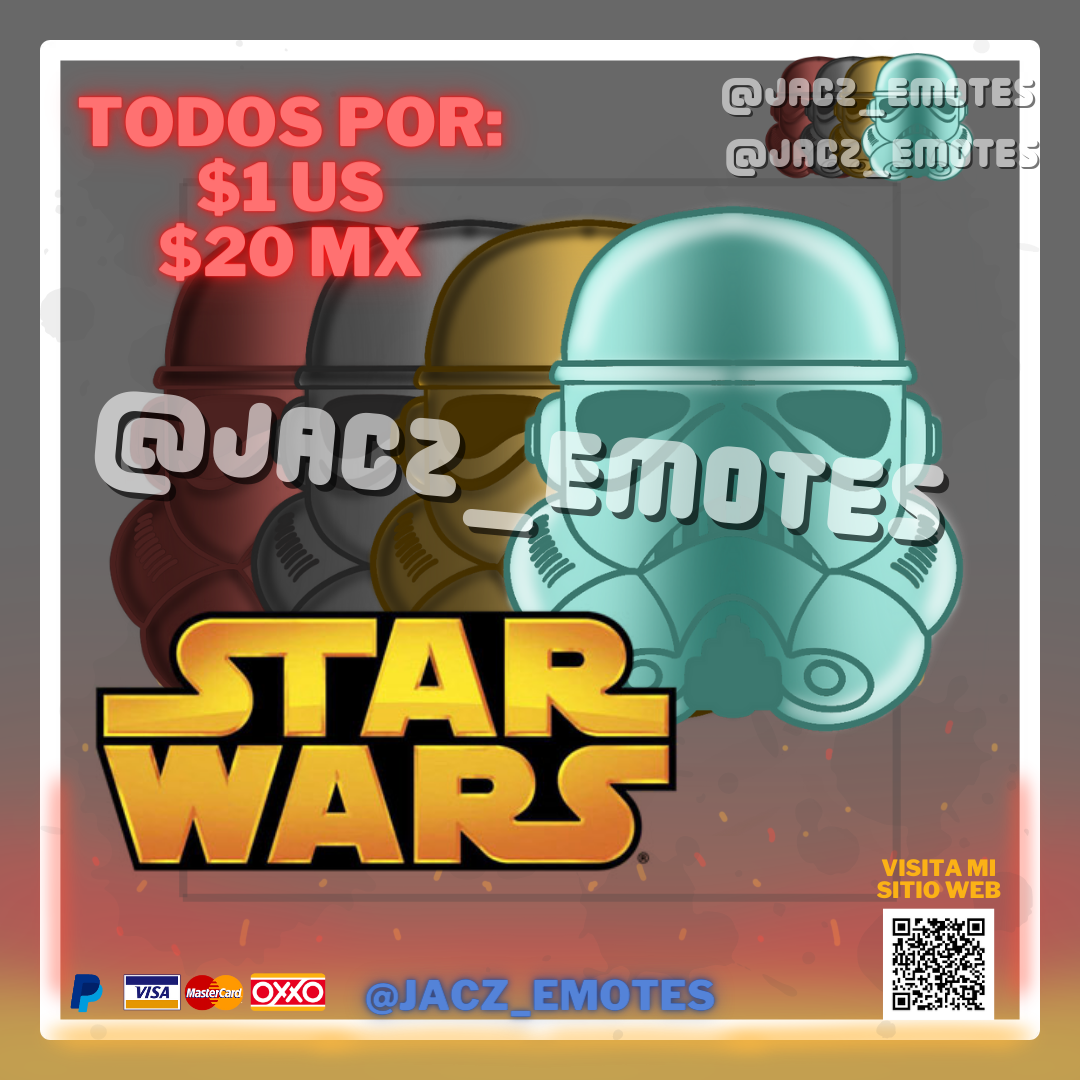 TODOS POR:
$1 US
$20 MX
@JACZ_EMOTES
@JACZ_EMOTES
@JACZ_EMOTES
STAR
WARS
®
VISITA MI
SITIO WEB
VISA
MasterCard
OXXO
@JACZ_EMOTES